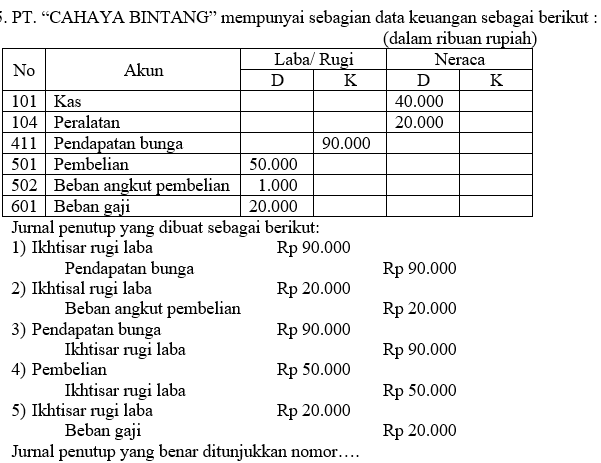 5. PT. “CAHAYA BINTANG” mempunyai sebagian data keuangan sebagai berikut :
(dalam ribuan rupiah)
No Akun Laba/ Rugi Neraca
D K D K
101 Kas 40.000
104 Peralatan 20.000
411 Pendapatan bunga 90.000
501 Pembelian 50.000
502 Beban angkut pembelian 1.000
601 Beban gaji 20.000
Jurnal penutup yang dibuat sebagai berikut:
1) Ikhtisar rugi laba Rp 90.000
Pendapatan bunga Rp 90.000
2) Ikhtisal rugi laba Rp 20.000
Beban angkut pembelian Rp 20.000
3) Pendapatan bunga Rp 90.000
Ikhtisar rugi laba Rp 90.000
4) Pembelian Rp 50.000
Ikhtisar rugi laba Rp 50.000
5) Ikhtisar rugi laba Rp 20.000
Beban gaji Rp 20.000
Jurnal penutup yang benar ditunjukkan nomor….